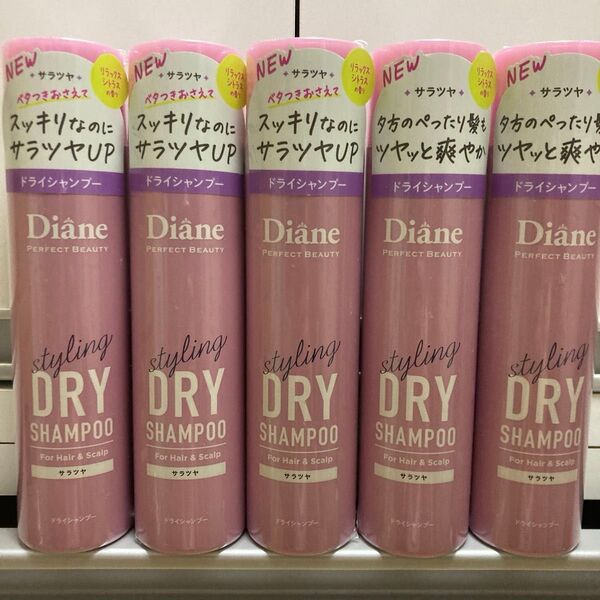 NEW
サラツヤ
リラックス
シトラス
の香り
ベタつきおさえて
スッキリなのに
サラツヤUP
ドライシャンプー
Diane
PERFECT BEAUTY
styling
DRY
SHAMPOO
For Hair & Scalp
サラツヤ
ドライシャンプー
NEW
サラツヤ
リラックス
シトラス
の香り
ベタつきおさえて
スッキリなのに
サラツヤUP
ドライシャンプー
Diane
PERFECT BEAUTY
styling
DRY
SHAMPOO
For Hair & Scalp
サラツヤ
ドライシャンプー
NEW
サラツヤ
リラックス
シトラス
の香り
ベタつきおさえて
スッキリなのに
サラツヤUP
ドライシャンプー
Diane
PERFECT BEAUTY
styling
DRY
SHAMPOO
For Hair & Scalp
サラツヤ
ドライシャンプー
NEW
サラツヤ
リラックス
シトラス
の香り
夕方のぺったり髪も
ツヤッと爽やか
ドライシャンプー
Diane
PERFECT BEAUTY
styling
DRY
SHAMPOO
For Hair & Scalp
サラツヤ
ドライシャンプー
NEW
サラツヤ
夕方のぺったり髪
ツヤッと爽や
ドライシャンプー
Diane
PERFECT BEAUTY
styling
DRY
SHAMPOO
For Hair & Scalp
サラツヤ
ドライシャンプー